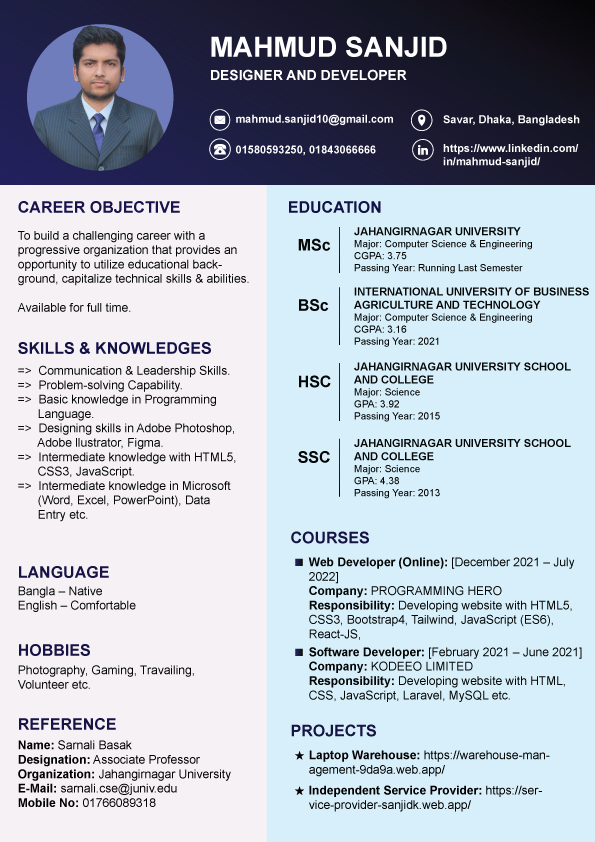 MAHMUD SANJID
DESIGNER AND DEVELOPER
mahmud.sanjid10@gmail.com
Savar, Dhaka, Bangladesh
01580593250, 01843066666
https://www.linkedin.com/
in/mahmud-sanjid/
CAREER OBJECTIVE
To build a challenging career with a
progressive organization that provides an
opportunity to utilize educational back-
ground, capitalize technical skills & abilities.
Available for full time.
SKILLS & KNOWLEDGES
=> Communication & Leadership Skills.
=> Problem-solving Capability.
=> Basic knowledge in Programming
Language.
=> Designing skills in Adobe Photoshop,
Adobe Ilustrator, Figma.
=> Intermediate knowledge with HTML5,
CSS3, JavaScript.
=> Intermediate knowledge in Microsoft
(Word, Excel, PowerPoint), Data
Entry etc.
LANGUAGE
Bangla – Native
English – Comfortable
HOBBIES
Photography, Gaming, Travailing,
Volunteer etc.
REFERENCE
Name: Sarnali Basak
Designation: Associate Professor
Organization: Jahangirnagar University
E-Mail: sarnali.cse@juniv.edu
Mobile No: 01766089318
EDUCATION
MSc
JAHANGIRNAGAR UNIVERSITY
Major: Computer Science & Engineering
CGPA: 3.75
Passing Year: Running Last Semester
BSc
INTERNATIONAL UNIVERSITY OF BUSINESS
AGRICULTURE AND TECHNOLOGY
Major: Computer Science & Engineering
CGPA: 3.16
Passing Year: 2021
HSC
JAHANGIRNAGAR UNIVERSITY SCHOOL
AND COLLEGE
Major: Science
GPA: 3.92
Passing Year: 2015
SSC
JAHANGIRNAGAR UNIVERSITY SCHOOL
AND COLLEGE
Major: Science
GPA: 4.38
Passing Year: 2013
COURSES
■ Web Developer (Online): [December 2021 – July
2022]
Company: PROGRAMMING HERO
Responsibility: Developing website with HTML5,
CSS3, Bootstrap4, Tailwind, JavaScript (ES6),
React-JS,
■ Software Developer: [February 2021 – June 2021]
Company: KODEEO LIMITED
Responsibility: Developing website with HTML,
CSS, JavaScript, Laravel, MySQL etc.
PROJECTS
★ Laptop Warehouse: https://warehouse-man-
agement-9da9a.web.app/
★ Independent Service Provider: https://ser-
vice-provider-sanjidk.web.app/